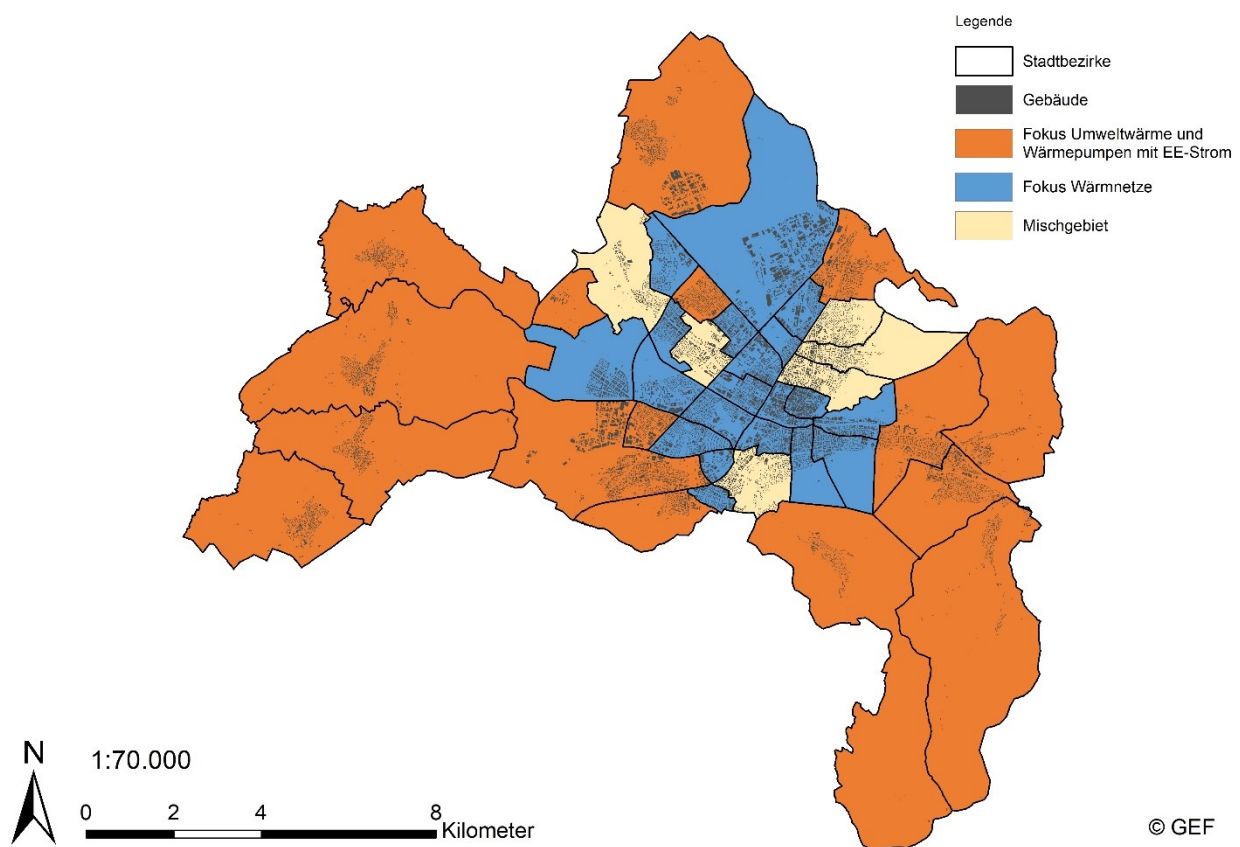 Legende
Stadtbezirke
Gebäude
Fokus Umweltwärme und
Wärmepumpen mit EE-Strom
Fokus Wärmnetze
Mischgebiet
N
1:70.000
0 2 4 8
Kilometer
© GEF